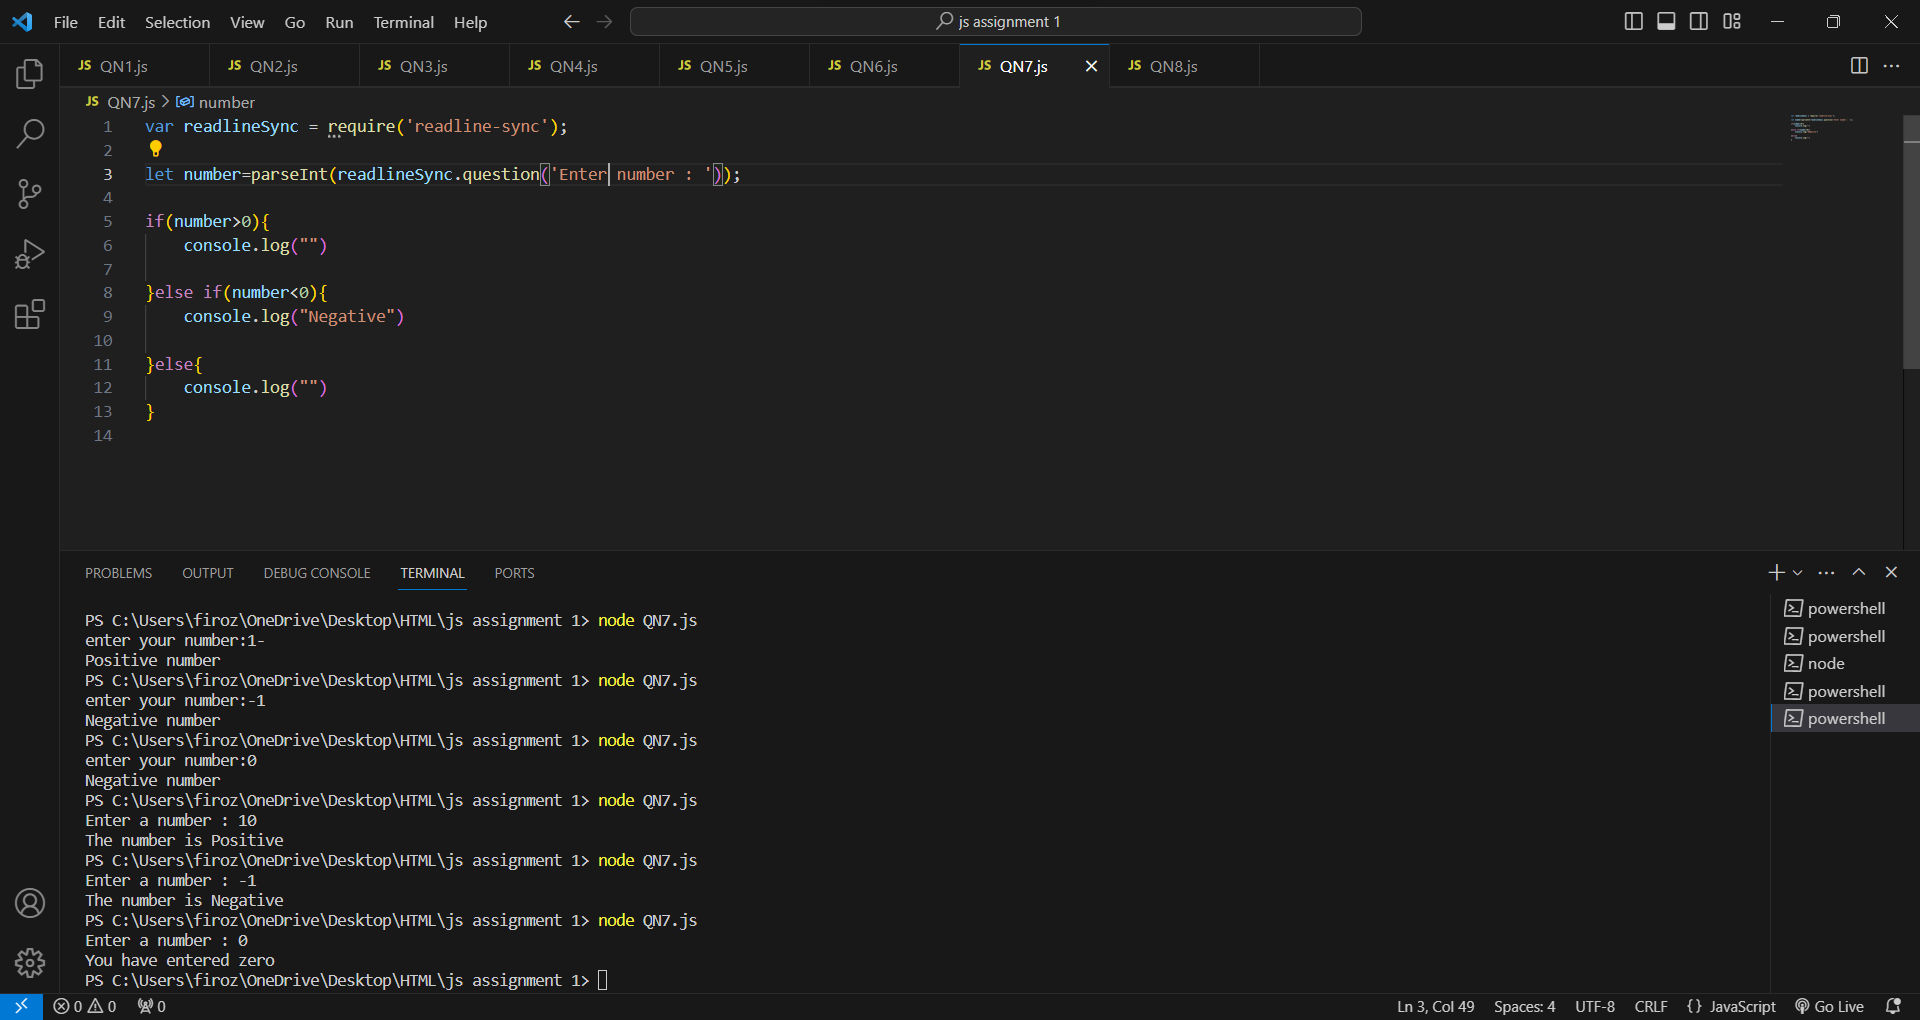 File Edit Selection View Go Run Terminal Help js assignment 1
JS QN1.js JS QN2.js JS QN3.js JS QN4.js JS QN5.js JS QN6.js JS QN7.js JS QN8.js
JS QN7.js > number
1 var readlineSync = require('readline-sync');
2
3 let number=parseInt(readlineSync.question('Enter number : '));
4
5 if(number>0){
6 console.log("")
7
8 }else if(number<0){
9 console.log("Negative")
10
11 }else{
12 console.log("")
13 }
14
PROBLEMS OUTPUT DEBUG CONSOLE TERMINAL PORTS
PS C:\Users\firoz\OneDrive\Desktop\HTML\js assignment 1> node QN7.js
enter your number:1-
Positive number
PS C:\Users\firoz\OneDrive\Desktop\HTML\js assignment 1> node QN7.js
enter your number:-1
Negative number
PS C:\Users\firoz\OneDrive\Desktop\HTML\js assignment 1> node QN7.js
enter your number:0
Negative number
PS C:\Users\firoz\OneDrive\Desktop\HTML\js assignment 1> node QN7.js
Enter a number : 10
The number is Positive
PS C:\Users\firoz\OneDrive\Desktop\HTML\js assignment 1> node QN7.js
Enter a number : -1
The number is Negative
PS C:\Users\firoz\OneDrive\Desktop\HTML\js assignment 1> node QN7.js
Enter a number : 0
You have entered zero
PS C:\Users\firoz\OneDrive\Desktop\HTML\js assignment 1>
powershell
powershell
node
powershell
powershell
0 0 0 Ln 3, Col 49 Spaces: 4 UTF-8 CRLF {} JavaScript Go Live